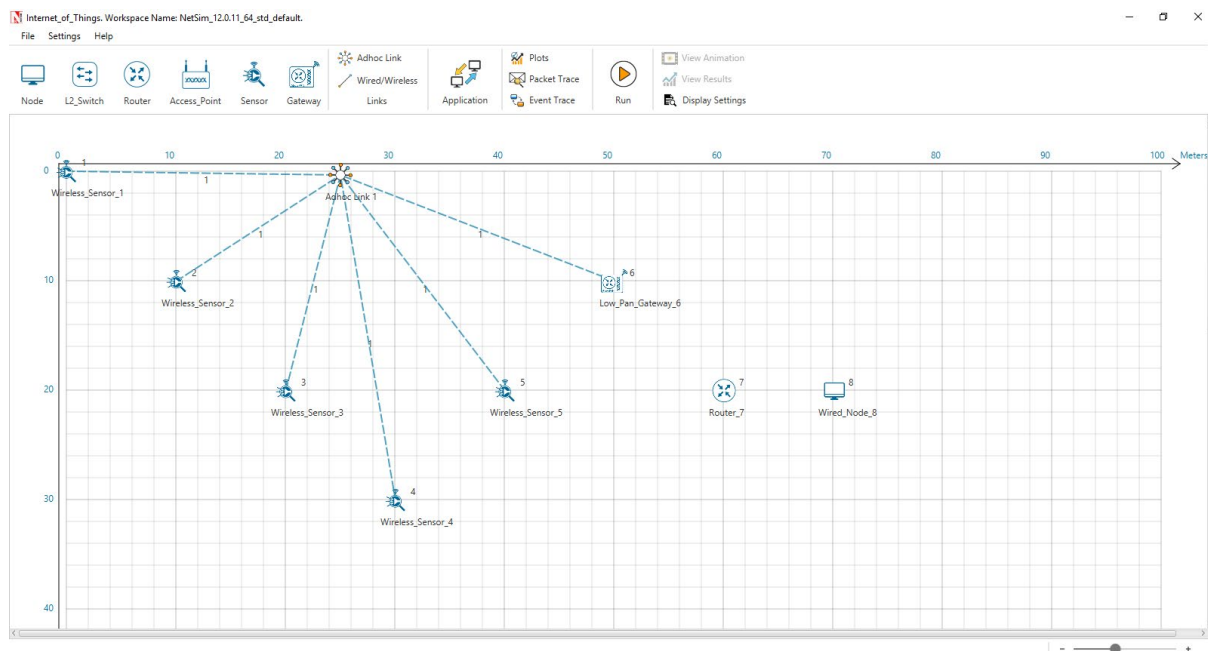 Internet_of_Things. Workspace Name: NetSim_12.0.11_64_std_default.
File Settings Help
Adhoc Link
Wired/Wireless
Links
Plots
Packet Trace
Event Trace
View Animation
View Results
Display Settings
Node L2_Switch Router Access_Point Sensor Gateway Application Run
0 10 20 30 40 50 60 70 80 90 100 Meters
0
1
Wireless_Sensor_1
1
Adhoc Link 1
1
1
10
2
Wireless_Sensor_2
6
Low_Pan_Gateway_6
1
1
1
20
3
Wireless_Sensor_3
5
Wireless_Sensor_5
7
Router_7
8
Wired_Node_8
30
4
Wireless_Sensor_4
40